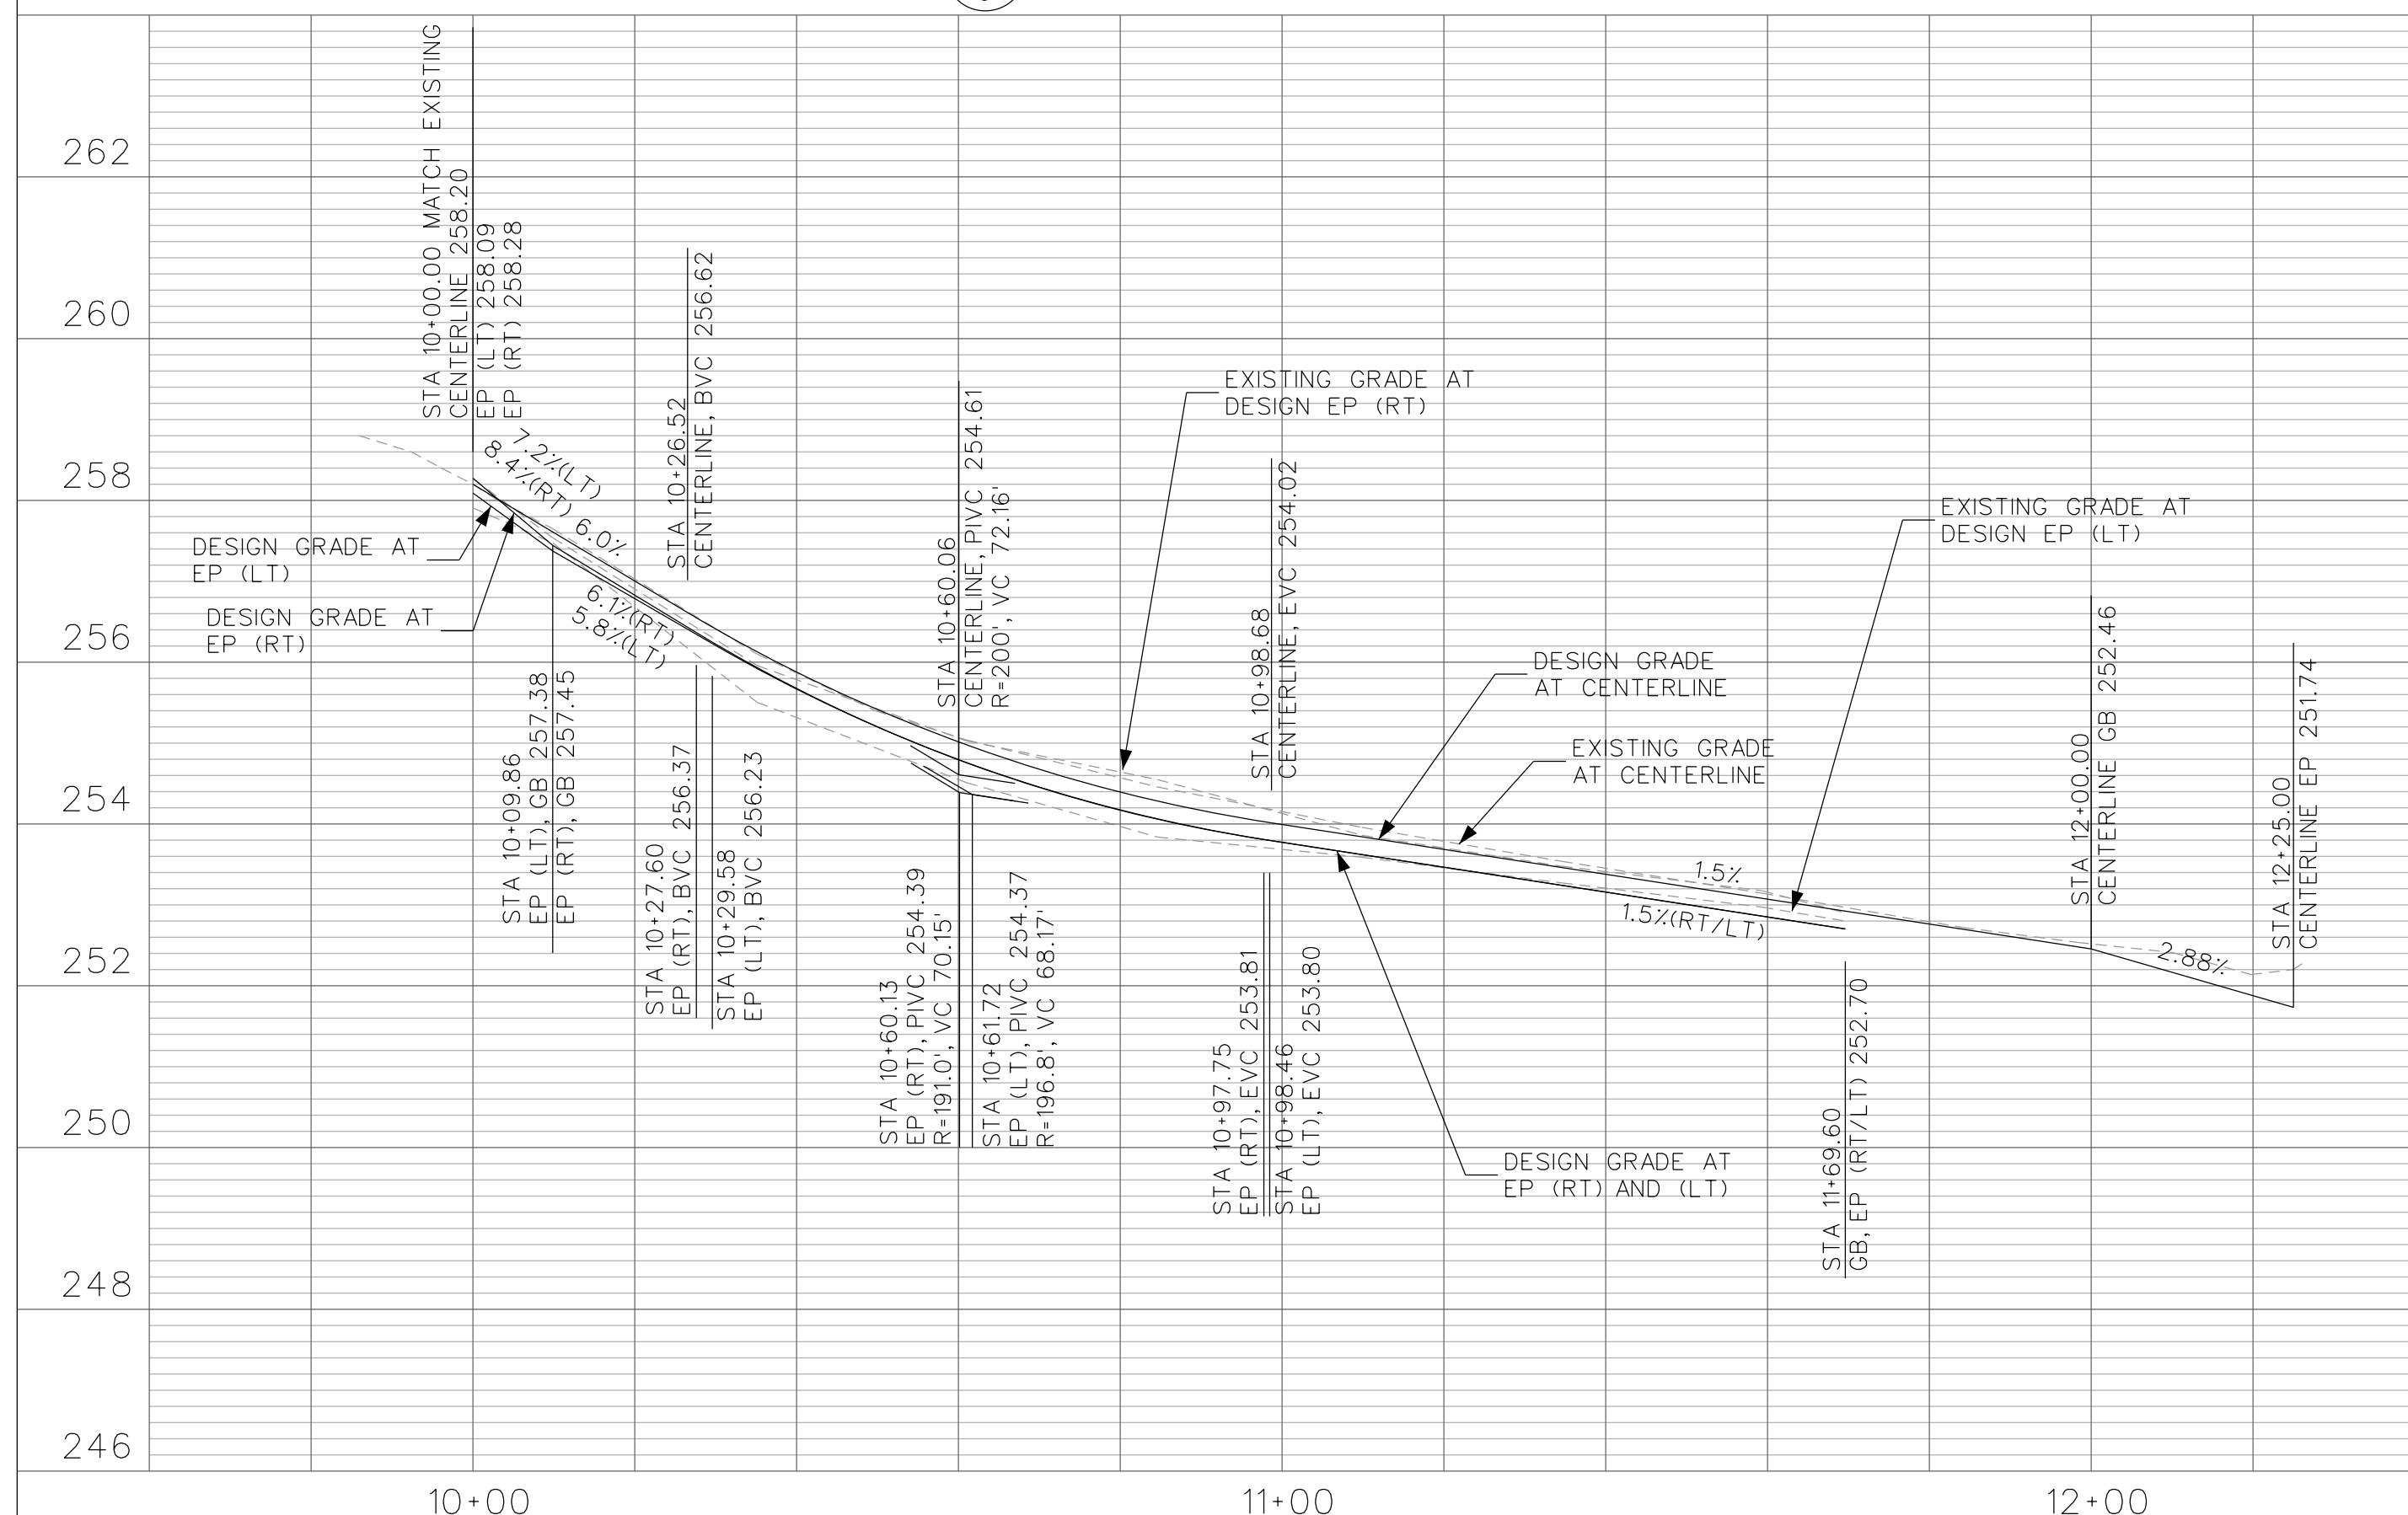 262
260
258
256
254
252
250
248
246
STA 10+00.00 MATCH EXISTING
CENTERLINE 258.20
EP (LT) 258.09
EP (RT) 258.28
7.2%(LT)
8.4%(RT)
6.0%
DESIGN GRADE AT
EP (LT)
DESIGN GRADE AT
EP (RT)
6.1%(RT)
5.8%(LT)
STA 10+09.86
EP (LT), GB 257.38
EP (RT), GB 257.45
STA 10+26.52
CENTERLINE, BVC 256.62
STA 10+27.60
EP (RT), BVC 256.37
STA 10+29.58
EP (LT), BVC 256.23
STA 10+60.06
CENTERLINE, PIVC 254.61
R=200', VC 72.16'
STA 10+60.13
EP (RT), PIVC 254.39
R=191.0', VC 70.15'
STA 10+61.72
EP (LT), PIVC 254.37
R=196.8', VC 68.17'
EXISTING GRADE AT
DESIGN EP (RT)
STA 10+98.68
CENTERLINE, EVC 254.02
STA 10+97.75
EP (RT), EVC 253.81
STA 10+98.46
EP (LT), EVC 253.80
DESIGN GRADE
AT CENTERLINE
EXISTING GRADE
AT CENTERLINE
DESIGN GRADE AT
EP (RT) AND (LT)
1.5%
1.5%(RT/LT)
EXISTING GRADE AT
DESIGN EP (LT)
STA 11+69.60
GB, EP (RT/LT) 252.70
STA 12+00.00
CENTERLINE GB 252.46
2.88%
STA 12+25.00
CENTERLINE EP 251.74
10+00
11+00
12+00